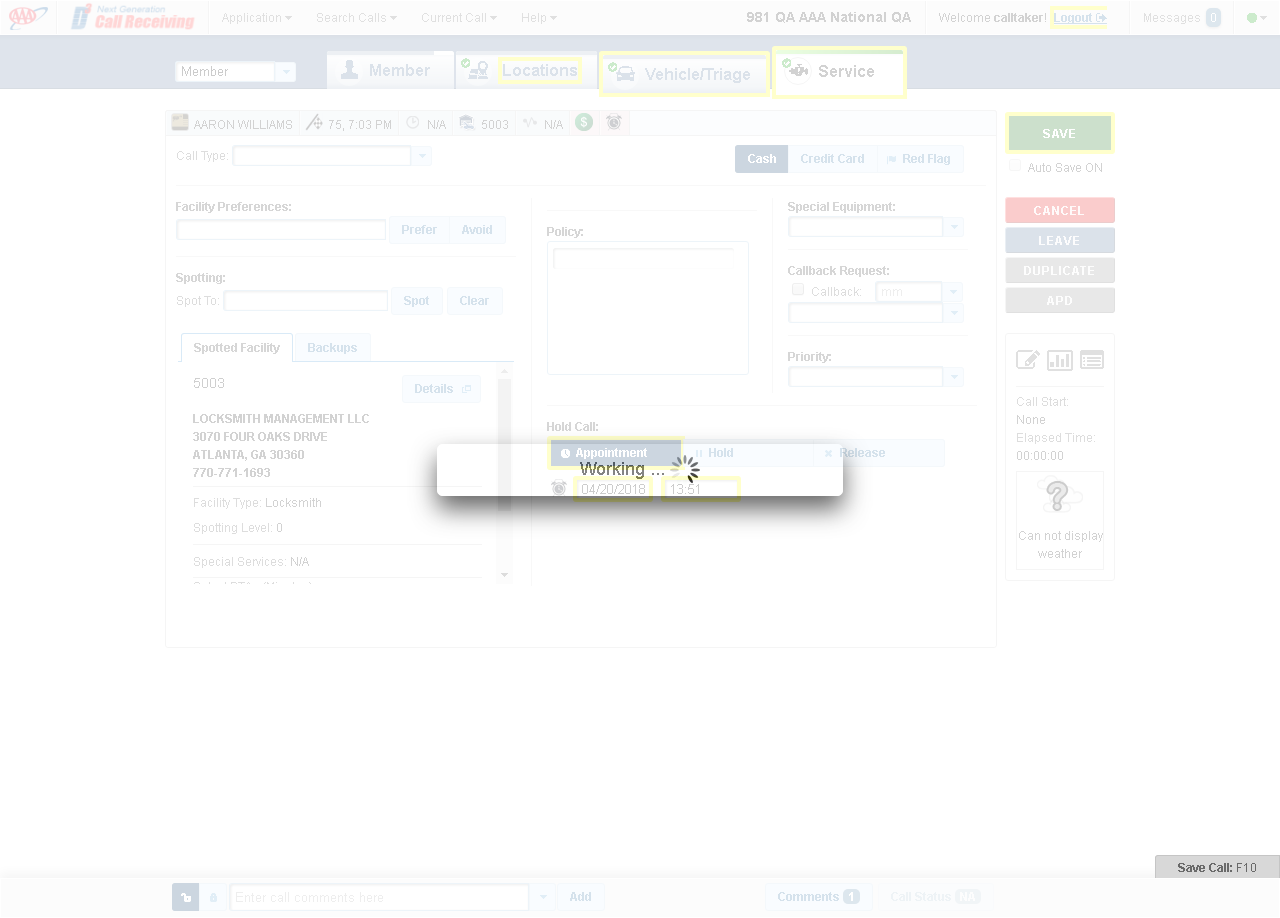 AAA Next Generation Call Receiving Application Search Calls Current Call Help 981 QA AAA National QA Welcome calltaker! Logout Messages 0
Member Member Locations Vehicle/Triage Service
AARON WILLIAMS 75, 7:03 PM N/A 5003 N/A $
SAVE
Call Type: Cash Credit Card Red Flag
Auto Save ON
Facility Preferences:
Special Equipment:
CANCEL
Prefer Avoid
Policy:
LEAVE
Callback Request:
DUPLICATE
Spotting:
Callback: mm
Spot To: Spot Clear
APD
Spotted Facility Backups
Priority:
5003 Details
Call Start:
None
LOCKSMITH MANAGEMENT LLC
3070 FOUR OAKS DRIVE
ATLANTA, GA 30360
770-771-1693
Hold Call:
Elapsed Time:
00:00:00
Appointment Hold Release
Working ...
04/20/2018 13:51
Facility Type: Locksmith
Spotting Level: 0
Special Services: N/A
Can not display
weather
Save Call: F10
Enter call comments here Add Comments 1 Call Status NA